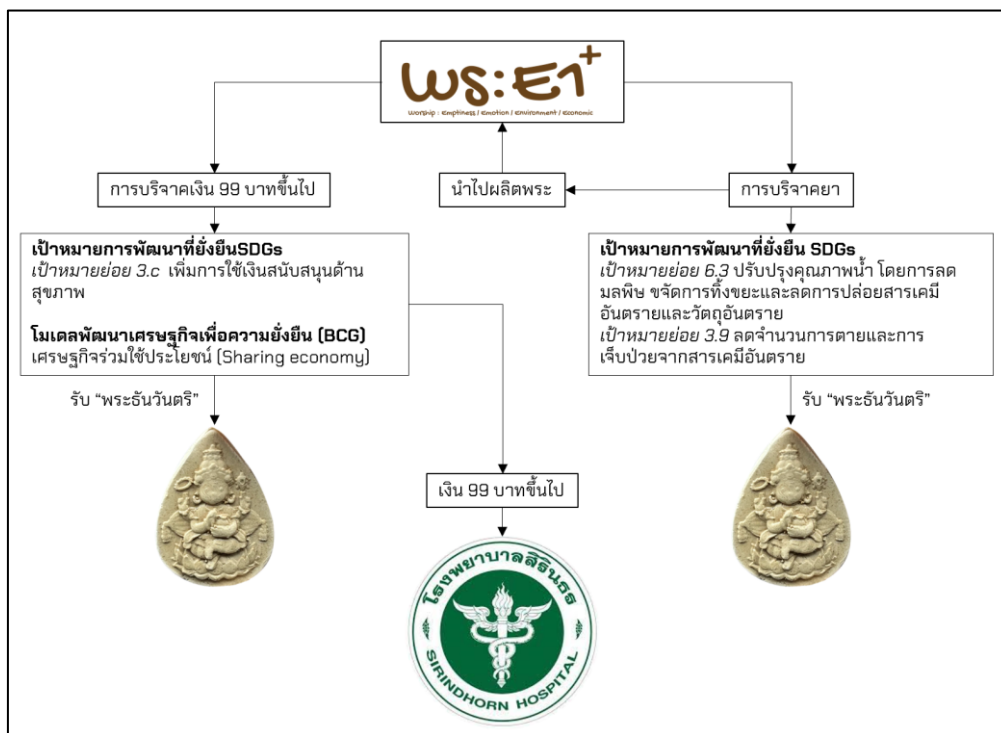 พร:E1+
Worship : Emptiness / Emotion / Environment / Economic
การบริจาคเงิน 99 บาทขึ้นไป
นำไปผลิตพระ
การบริจาคยา
เป้าหมายการพัฒนาที่ยั่งยืนSDGs
เป้าหมายย่อย 3.c เพิ่มการใช้เงินสนับสนุนด้าน
สุขภาพ
โมเดลพัฒนาเศรษฐกิจเพื่อความยั่งยืน (BCG)
เศรษฐกิจร่วมใช้ประโยชน์ (Sharing economy)
เป้าหมายการพัฒนาที่ยั่งยืน SDGs
เป้าหมายย่อย 6.3 ปรับปรุงคุณภาพน้ำ โดยการลด
มลพิษ ขจัดการทิ้งขยะและลดการปล่อยสารเคมี
อันตรายและวัตถุอันตราย
เป้าหมายย่อย 3.9 ลดจำนวนการตายและการ
เจ็บป่วยจากสารเคมีอันตราย
รับ “พระธันวันตริ”
รับ “พระธันวันตริ”
เงิน 99 บาทขึ้นไป
โรงพยาบาลสิรินธร
SIRINDHORN HOSPITAL